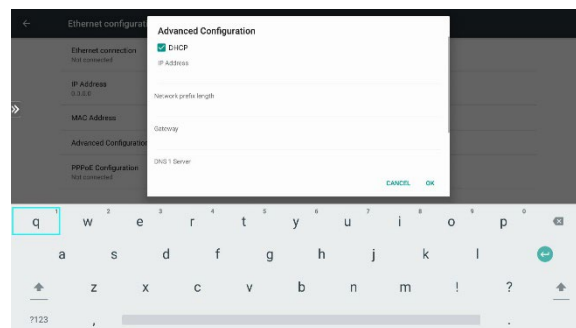 Ethernet configurat
Ethernet connection
Not connected
IP Address
0.0.0.0
MAC Address
Advanced Configuration
PPPoE Configuration
Not connected
Advanced Configuration
DHCP
IP Address
Network prefix length
Gateway
DNS 1 Server
CANCEL OK
q 1 w 2 e 3 r 4 t 5 y 6 u 7 i 8 o 9 p 0
a s d f g h j k l
z x c v b n m ! ?
?123 , .